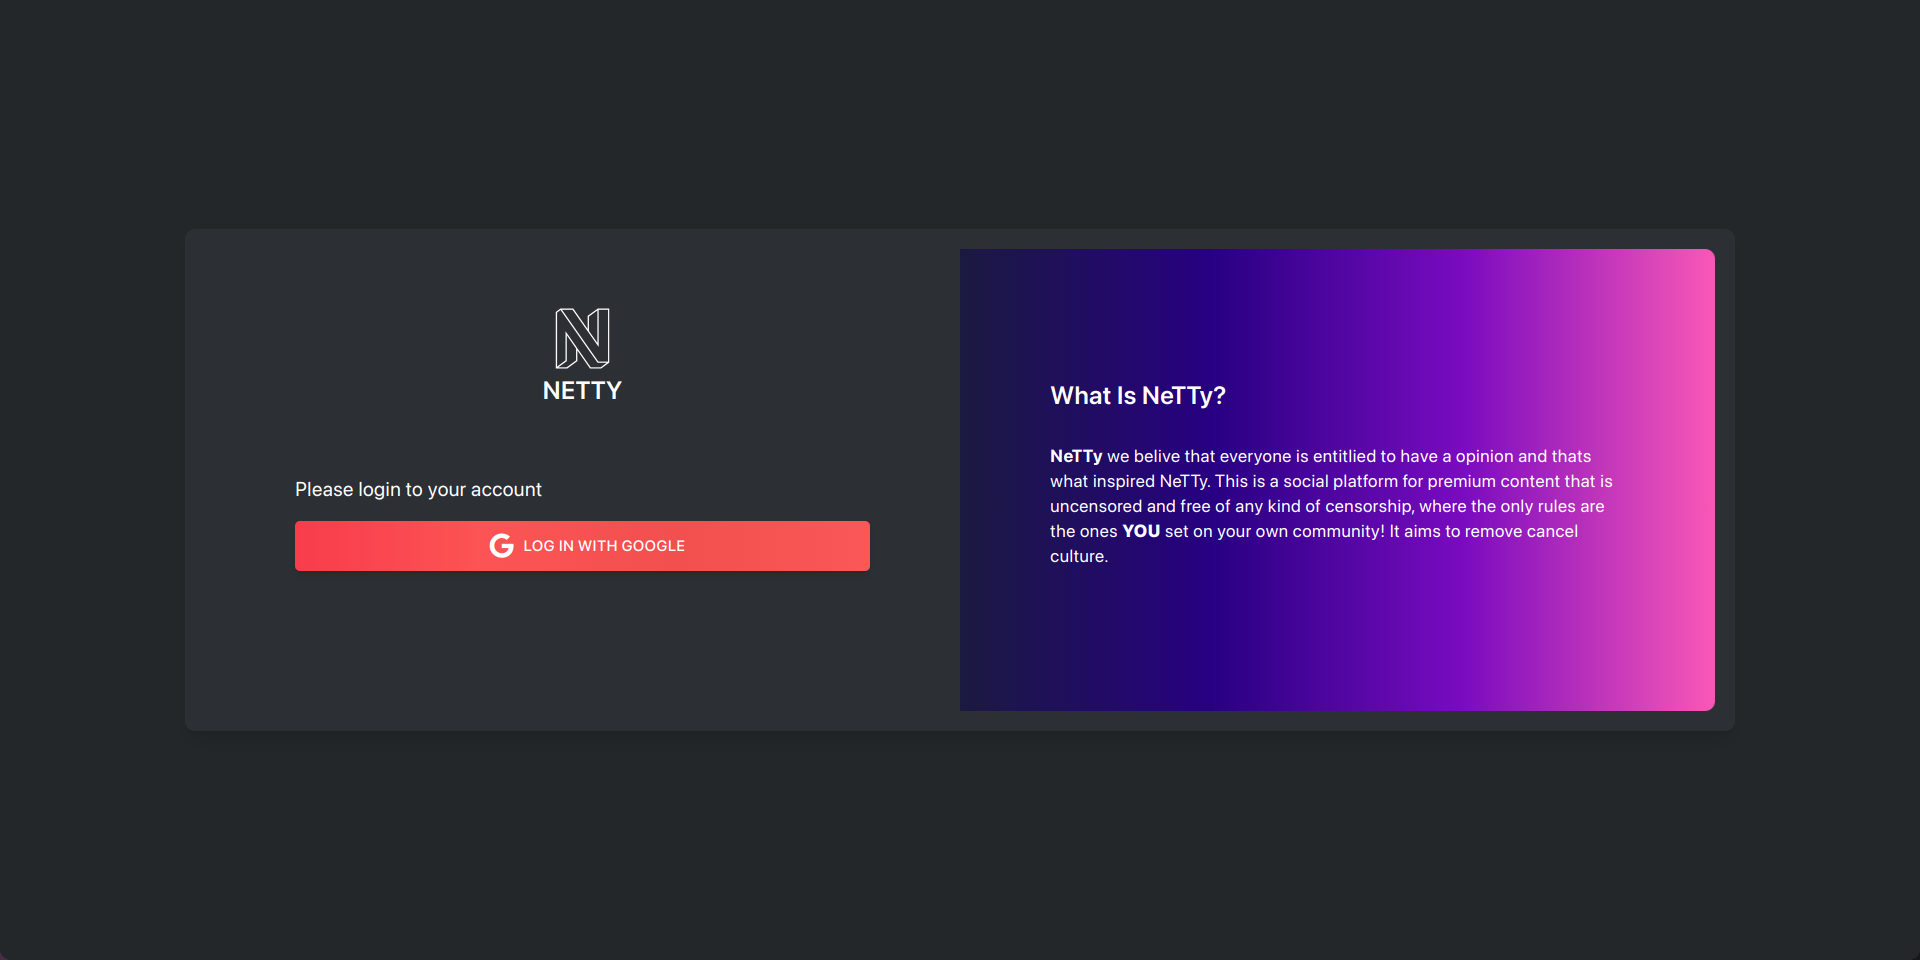 NETTY
Please login to your account
LOG IN WITH GOOGLE
What Is NeTTy?
NeTTy we belive that everyone is entitlied to have a opinion and thats
what inspired NeTTy. This is a social platform for premium content that is
uncensored and free of any kind of censorship, where the only rules are
the ones YOU set on your own community! It aims to remove cancel
culture.